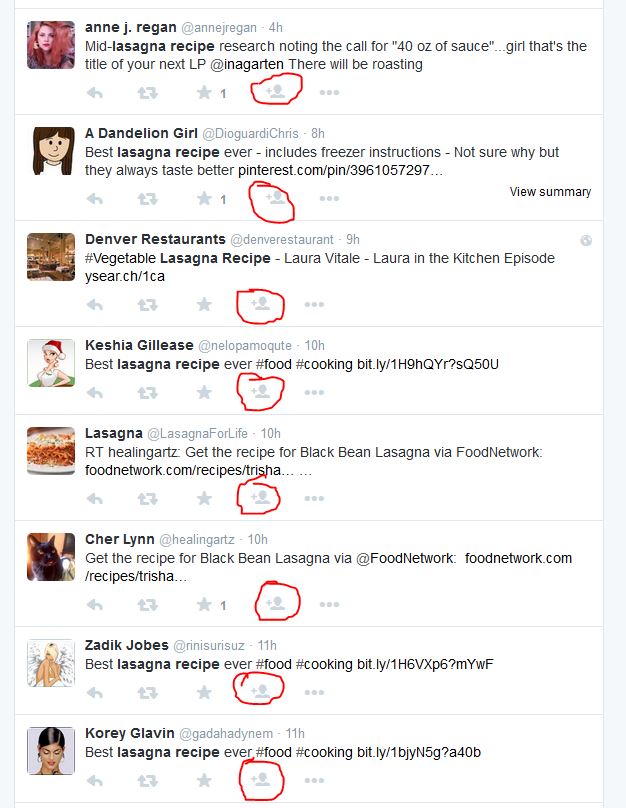 anne j. regan @annejregan · 4h
Mid-lasagna recipe research noting the call for "40 oz of sauce"...girl that's the
title of your next LP @inagarten There will be roasting
1
A Dandelion Girl @DioguardiChris · 8h
Best lasagna recipe ever - includes freezer instructions - Not sure why but
they always taste better pinterest.com/pin/3961057297…
1
View summary
Denver Restaurants @denverestaurant · 9h
#Vegetable Lasagna Recipe - Laura Vitale - Laura in the Kitchen Episode
ysear.ch/1ca
Keshia Gillease @nelopamoqute · 10h
Best lasagna recipe ever #food #cooking bit.ly/1H9hQYr?sQ50U
Lasagna @LasagnaForLife · 10h
RT healingartz: Get the recipe for Black Bean Lasagna via FoodNetwork:
foodnetwork.com/recipes/trisha… …
Cher Lynn @healingartz · 10h
Get the recipe for Black Bean Lasagna via @FoodNetwork: foodnetwork.com
/recipes/trisha…
1
Zadik Jobes @rinisurisuz · 11h
Best lasagna recipe ever #food #cooking bit.ly/1H6VXp6?mYwF
Korey Glavin @gadahadynem · 11h
Best lasagna recipe ever #food #cooking bit.ly/1bjyN5g?a40b